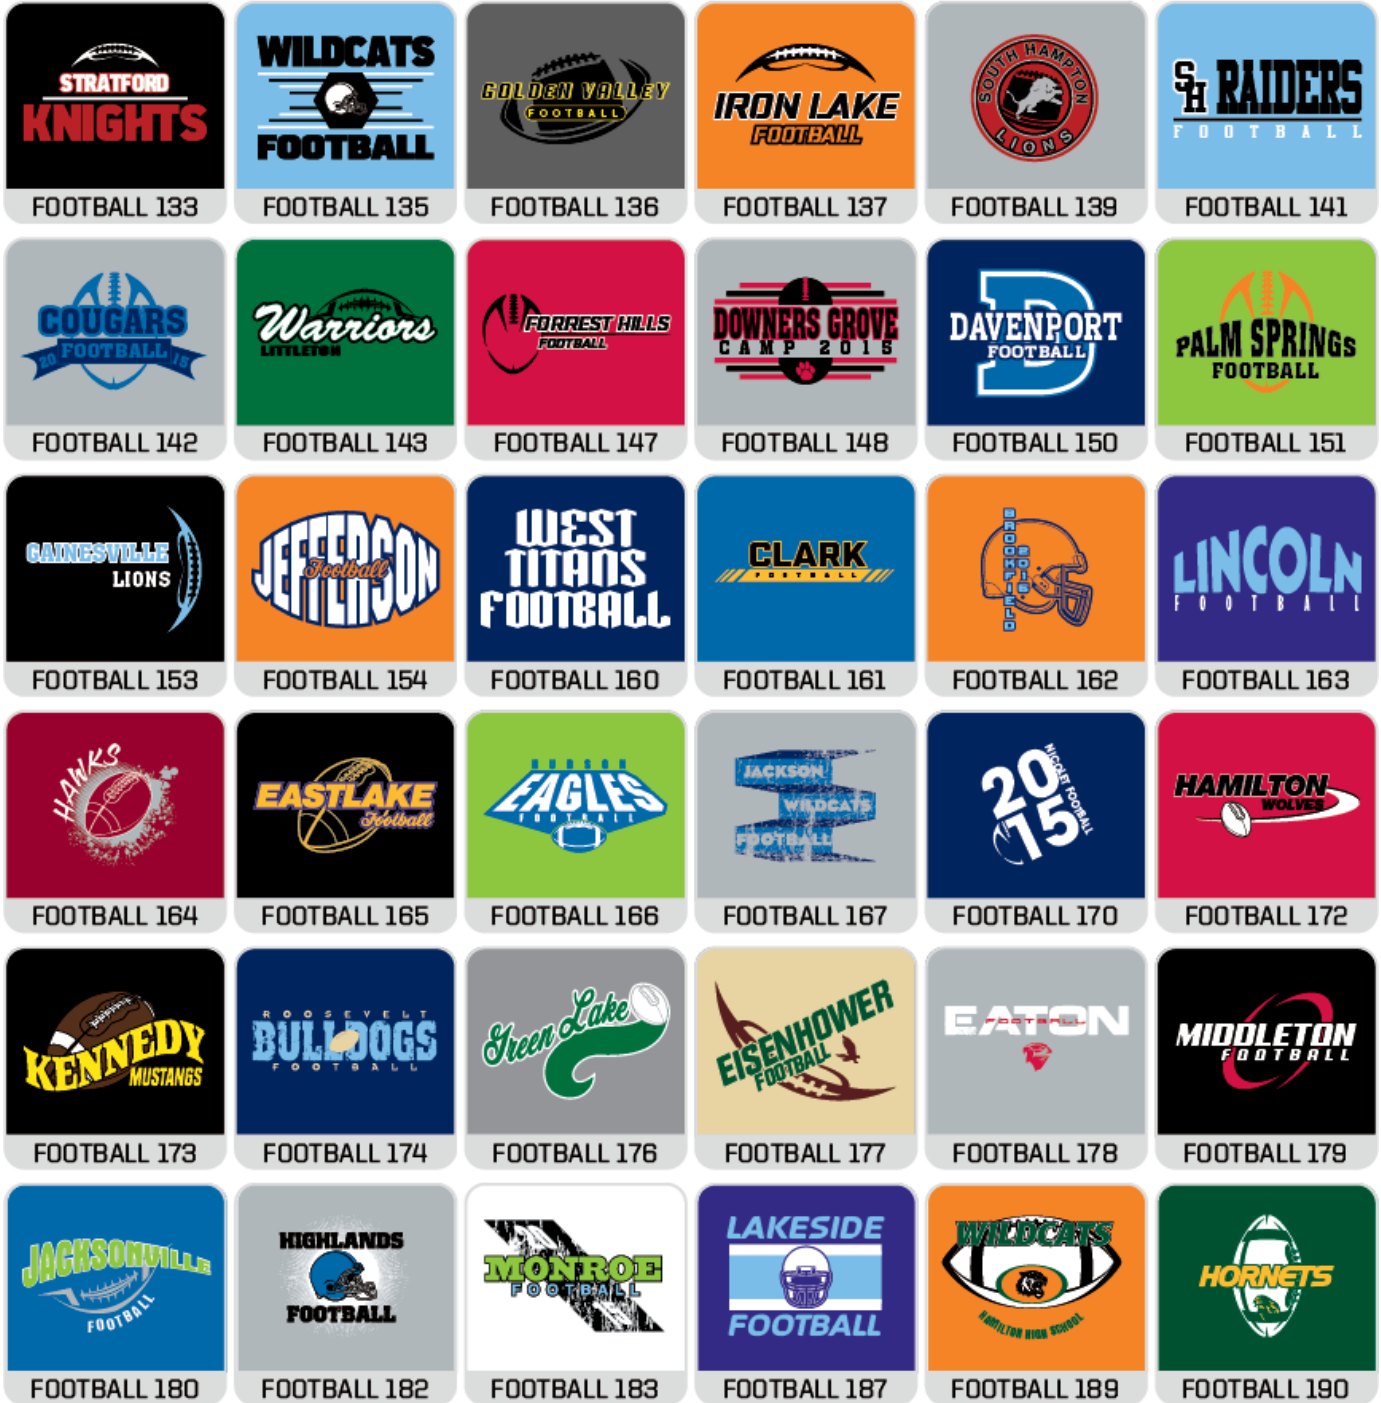 STRATFORD
KNIGHTS
FOOTBALL 133
WILDCATS
FOOTBALL
FOOTBALL 135
GOLDEN VALLEY
FOOTBALL
FOOTBALL 136
IRON LAKE
FOOTBALL
FOOTBALL 137
SOUTH HAMPTON
LIONS
FOOTBALL 139
SH RAIDERS
FOOTBALL
FOOTBALL 141
COUGARS
20 FOOTBALL 15
FOOTBALL 142
Warriors
LITTLETON
FOOTBALL 143
FORREST HILLS
FOOTBALL
FOOTBALL 147
DOWNERS GROVE
CAMP 2015
FOOTBALL 148
D
DAVENPORT
FOOTBALL
FOOTBALL 150
PALM SPRINGS
FOOTBALL
FOOTBALL 151
GAINESVILLE
LIONS
FOOTBALL 153
JEFFERSON
Football
FOOTBALL 154
WEST
TITANS
FOOTBALL
FOOTBALL 160
CLARK
FOOTBALL
FOOTBALL 161
BROOKFIELD
2015
FOOTBALL 162
LINCOLN
FOOTBALL
FOOTBALL 163
HAWKS
FOOTBALL 164
EASTLAKE
Football
FOOTBALL 165
HUDSON
EAGLES
FOOTBALL
FOOTBALL 166
JACKSON
WILDCATS
FOOTBALL
FOOTBALL 167
2015
NICOLET FOOTBALL
FOOTBALL 170
HAMILTON
WOLVES
FOOTBALL 172
KENNEDY
MUSTANGS
FOOTBALL 173
ROOSEVELT
BULLDOGS
FOOTBALL
FOOTBALL 174
Green Lake
FOOTBALL 176
EISENHOWER
FOOTBALL
FOOTBALL 177
EATON
FOOTBALL
FOOTBALL 178
MIDDLETON
FOOTBALL
FOOTBALL 179
JACKSONVILLE
FOOTBALL
FOOTBALL 180
HIGHLANDS
FOOTBALL
FOOTBALL 182
MONROE
FOOTBALL
FOOTBALL 183
LAKESIDE
FOOTBALL
FOOTBALL 187
WILDCATS
HAMILTON HIGH SCHOOL
FOOTBALL 189
HORNETS
FOOTBALL 190